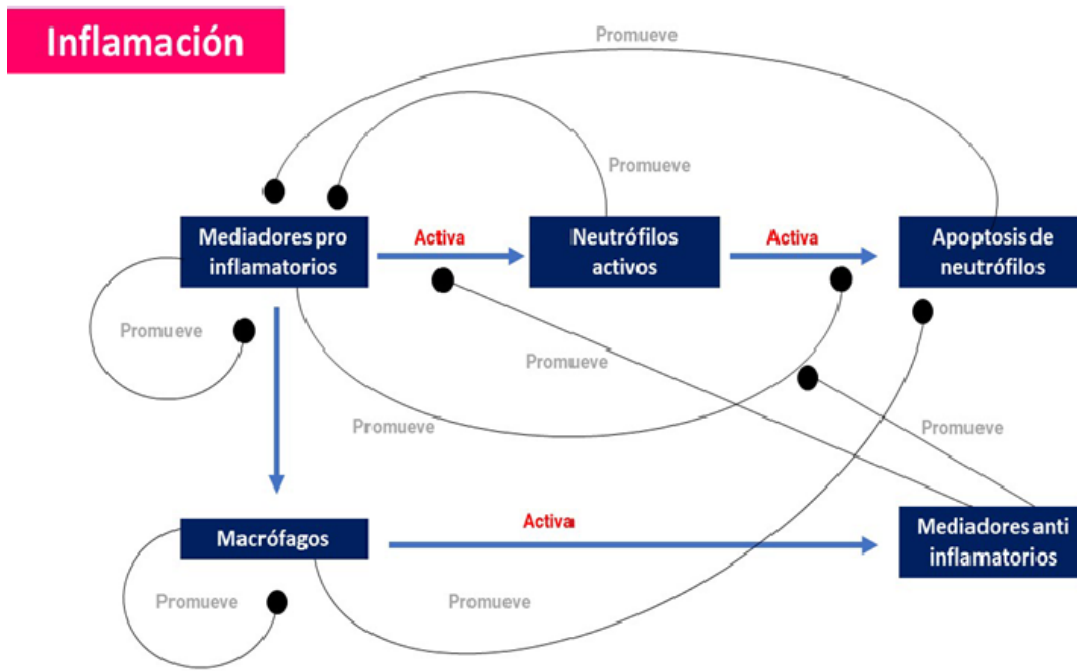 Inflamación
Promueve
Promueve
Mediadores pro
inflamatorios
Activa
Neutrófilos
activos
Activa
Apoptosis de
neutrófilos
Promueve
Promueve
Promueve
Promueve
Macrófagos
Activa
Mediadores anti
inflamatorios
Promueve
Promueve